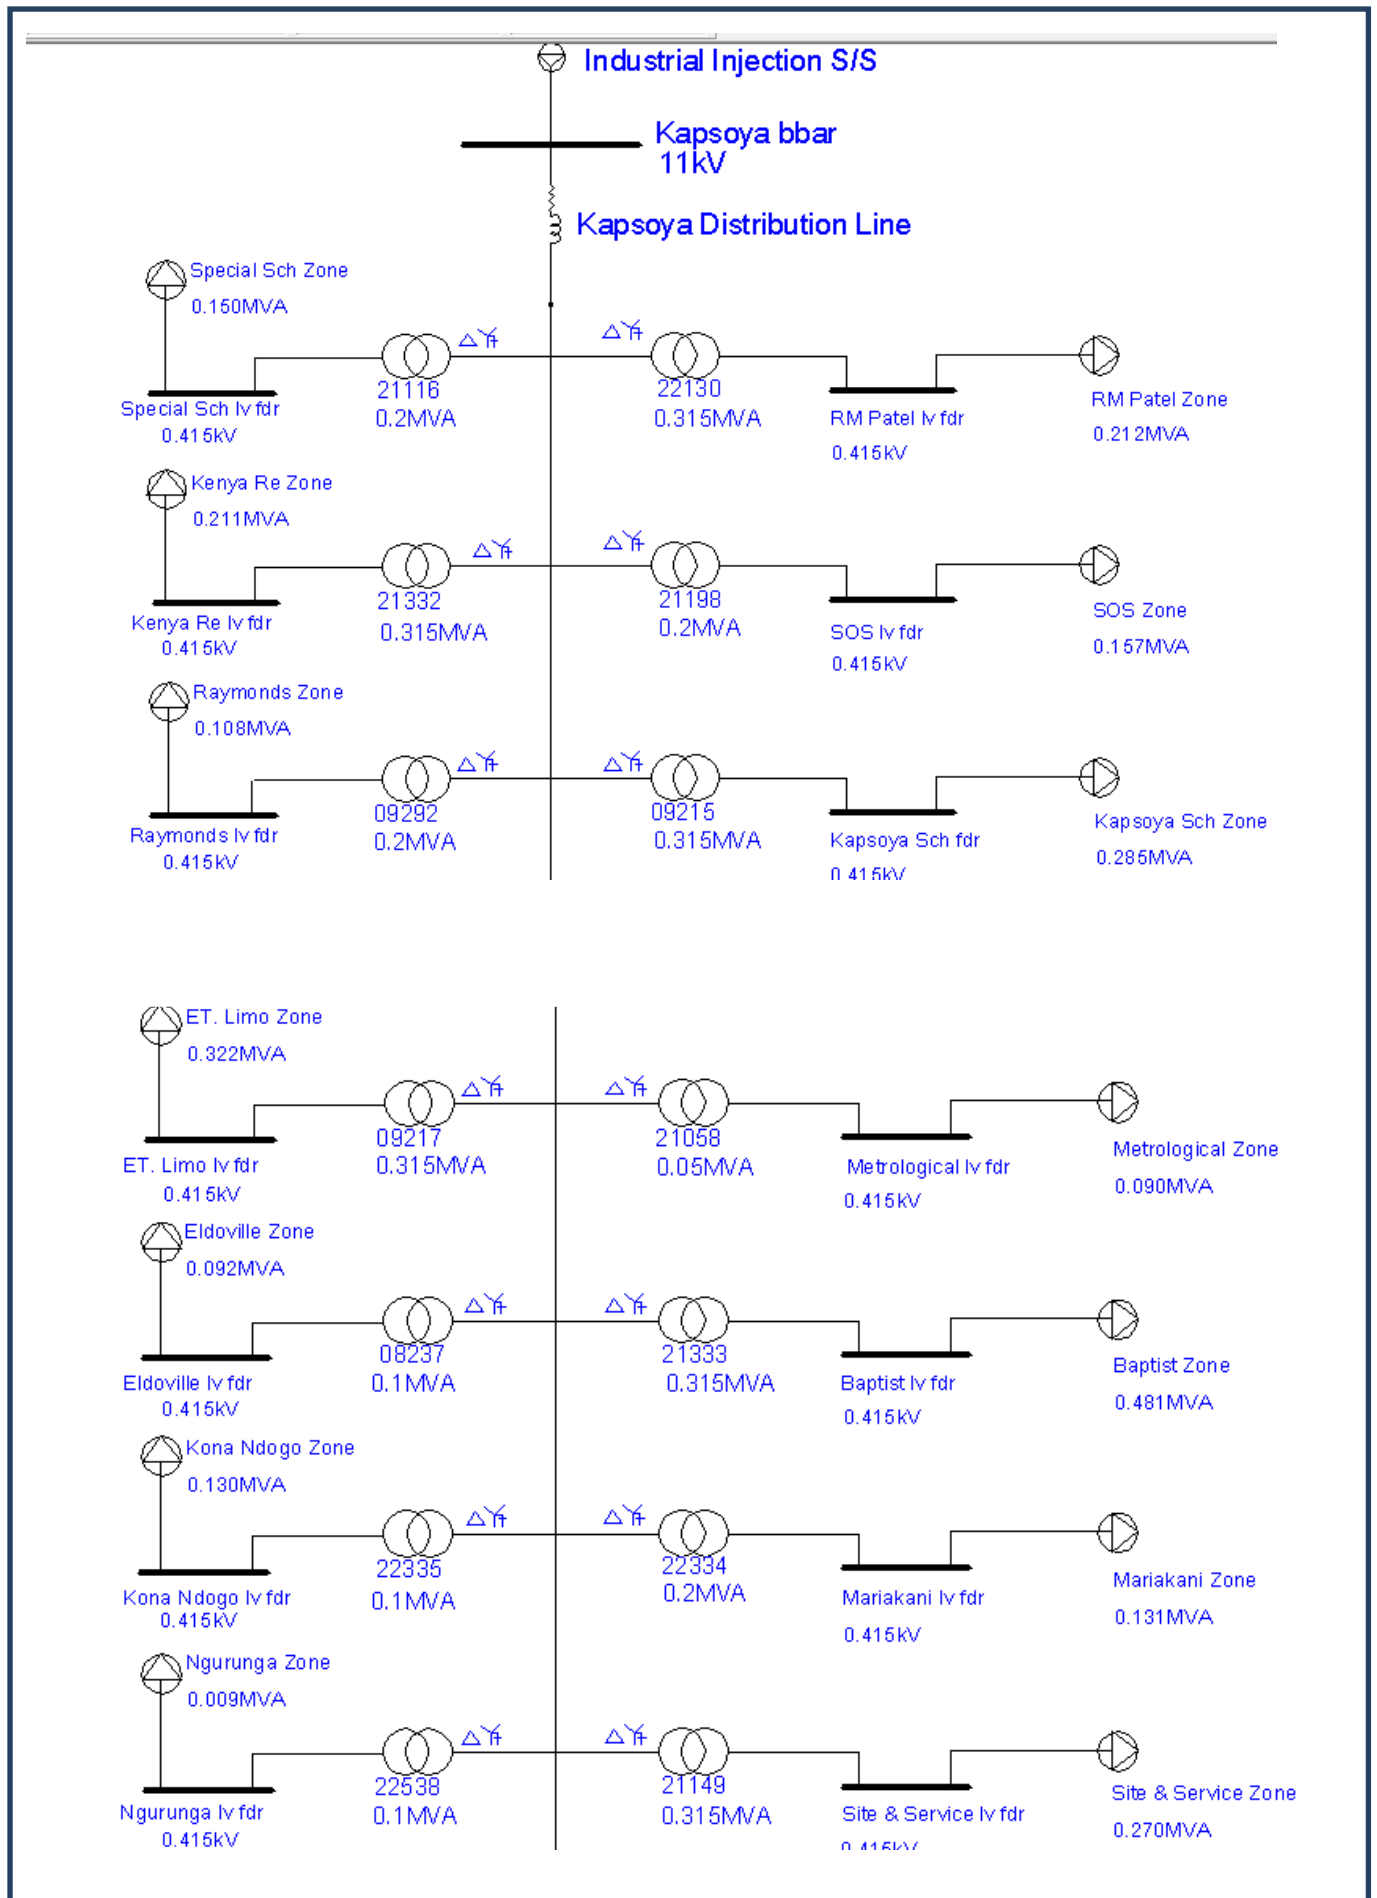 Industrial Injection S/S
Kapsoya bbar
11kV
Kapsoya Distribution Line
Special Sch Zone
0.150MVA
21116
0.2MVA
Special Sch lv fdr
0.415kV
22130
0.315MVA
RM Patel lv fdr
0.415kV
RM Patel Zone
0.212MVA
Kenya Re Zone
0.211MVA
21332
0.315MVA
Kenya Re lv fdr
0.415kV
21198
0.2MVA
SOS lv fdr
0.415kV
SOS Zone
0.157MVA
Raymonds Zone
0.108MVA
09292
0.2MVA
Raymonds lv fdr
0.415kV
09215
0.315MVA
Kapsoya Sch fdr
0.415kV
Kapsoya Sch Zone
0.285MVA
ET. Limo Zone
0.322MVA
09217
0.315MVA
ET. Limo lv fdr
0.415kV
21058
0.05MVA
Metrological lv fdr
0.415kV
Metrological Zone
0.090MVA
Eldoville Zone
0.092MVA
08237
0.1MVA
Eldoville lv fdr
0.415kV
21333
0.315MVA
Baptist lv fdr
0.415kV
Baptist Zone
0.481MVA
Kona Ndogo Zone
0.130MVA
22335
0.1MVA
Kona Ndogo lv fdr
0.415kV
22334
0.2MVA
Mariakani lv fdr
0.415kV
Mariakani Zone
0.131MVA
Ngurunga Zone
0.009MVA
22538
0.1MVA
Ngurunga lv fdr
0.415kV
21149
0.315MVA
Site & Service lv fdr
0.415kV
Site & Service Zone
0.270MVA